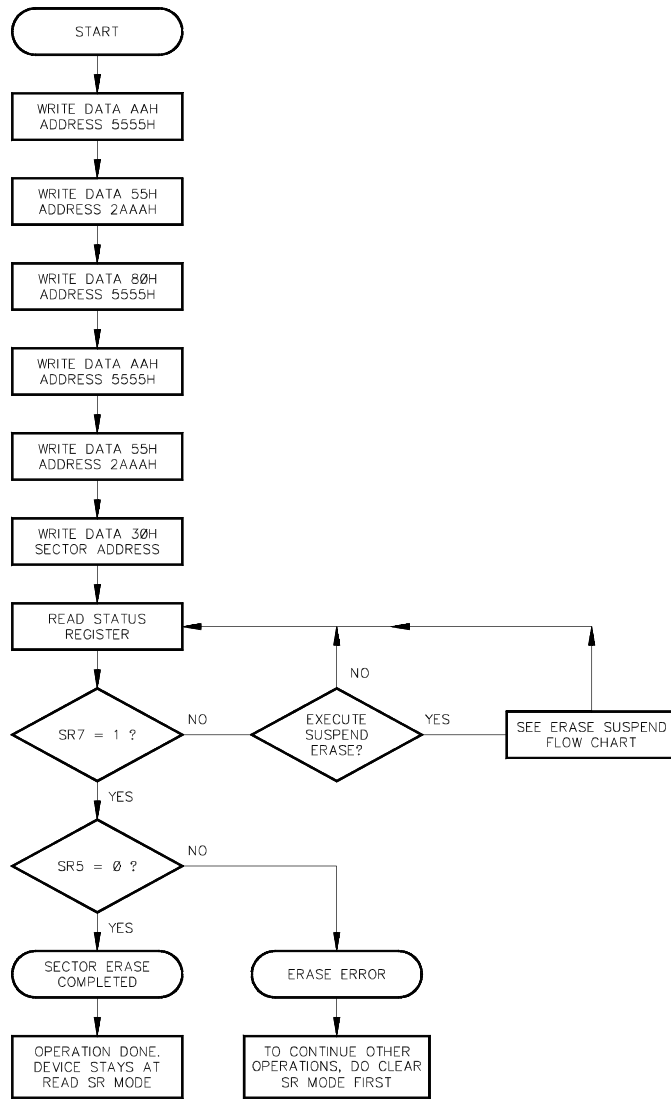 START
WRITE DATA AAH
ADDRESS 5555H
WRITE DATA 55H
ADDRESS 2AAAH
WRITE DATA 80H
ADDRESS 5555H
WRITE DATA AAH
ADDRESS 5555H
WRITE DATA 55H
ADDRESS 2AAAH
WRITE DATA 30H
SECTOR ADDRESS
READ STATUS
REGISTER
NO
SR7 = 1 ?
NO
EXECUTE
SUSPEND
ERASE?
YES
SEE ERASE SUSPEND
FLOW CHART
YES
SR5 = 0 ?
NO
YES
SECTOR ERASE
COMPLETED
ERASE ERROR
OPERATION DONE.
DEVICE STAYS AT
READ SR MODE
TO CONTINUE OTHER
OPERATIONS, DO CLEAR
SR MODE FIRST